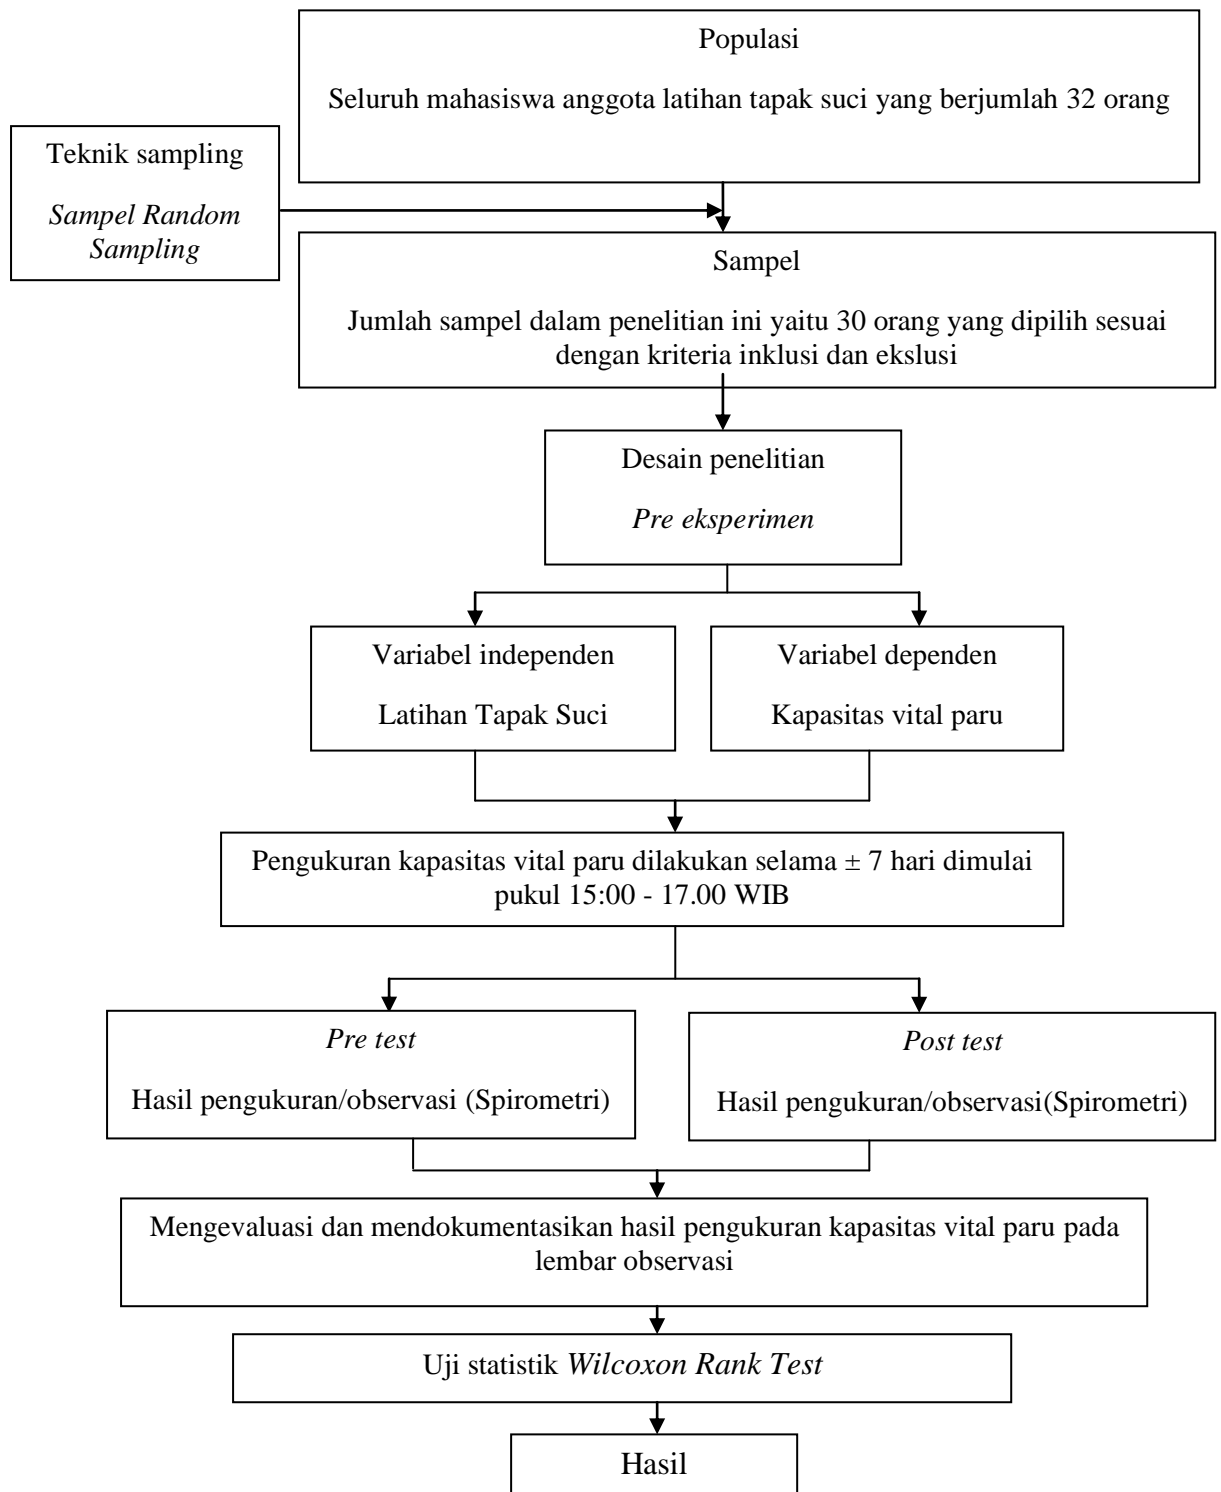 Populasi
Seluruh mahasiswa anggota latihan tapak suci yang berjumlah 32 orang
Teknik sampling
Sampel Random
Sampling
Sampel
Jumlah sampel dalam penelitian ini yaitu 30 orang yang dipilih sesuai
dengan kriteria inklusi dan ekslusi
Desain penelitian
Pre eksperimen
Variabel independen
Latihan Tapak Suci
Variabel dependen
Kapasitas vital paru
Pengukuran kapasitas vital paru dilakukan selama ± 7 hari dimulai
pukul 15:00 - 17.00 WIB
Pre test
Hasil pengukuran/observasi (Spirometri)
Post test
Hasil pengukuran/observasi(Spirometri)
Mengevaluasi dan mendokumentasikan hasil pengukuran kapasitas vital paru pada
lembar observasi
Uji statistik Wilcoxon Rank Test
Hasil